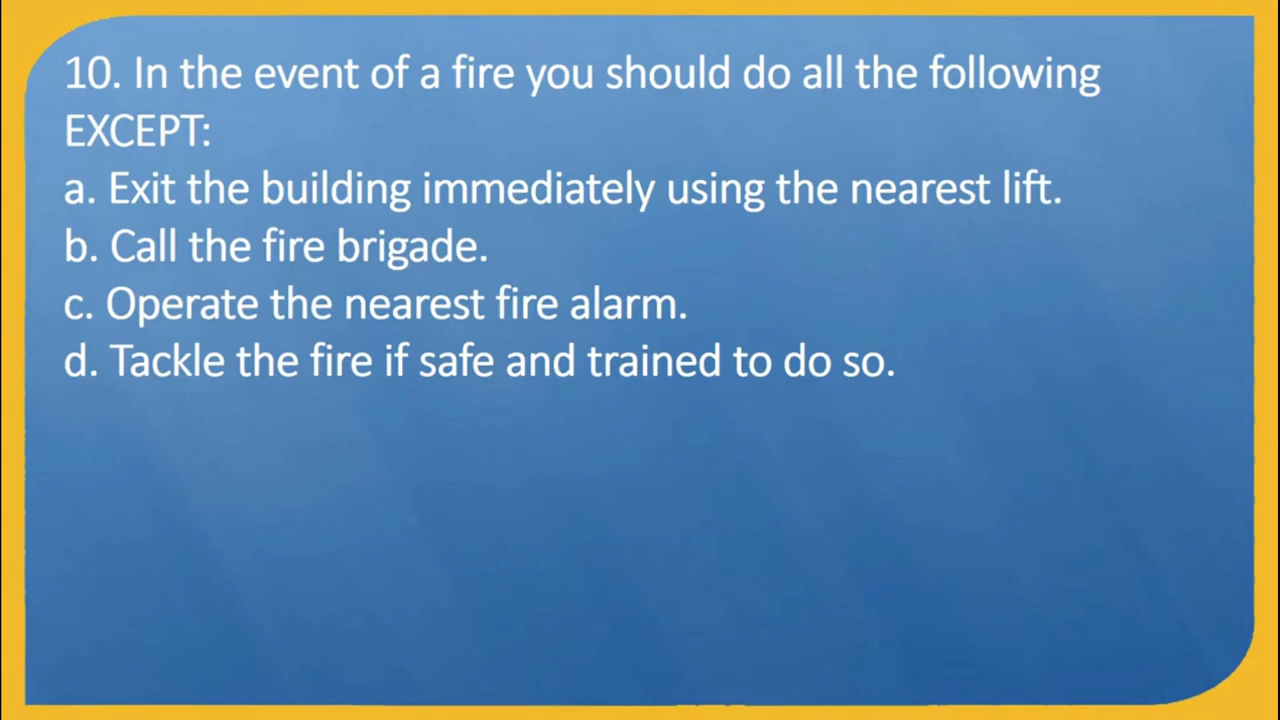 10. In the event of a fire you should do all the following
EXCEPT:
a. Exit the building immediately using the nearest lift.
b. Call the fire brigade.
c. Operate the nearest fire alarm.
d. Tackle the fire if safe and trained to do so.